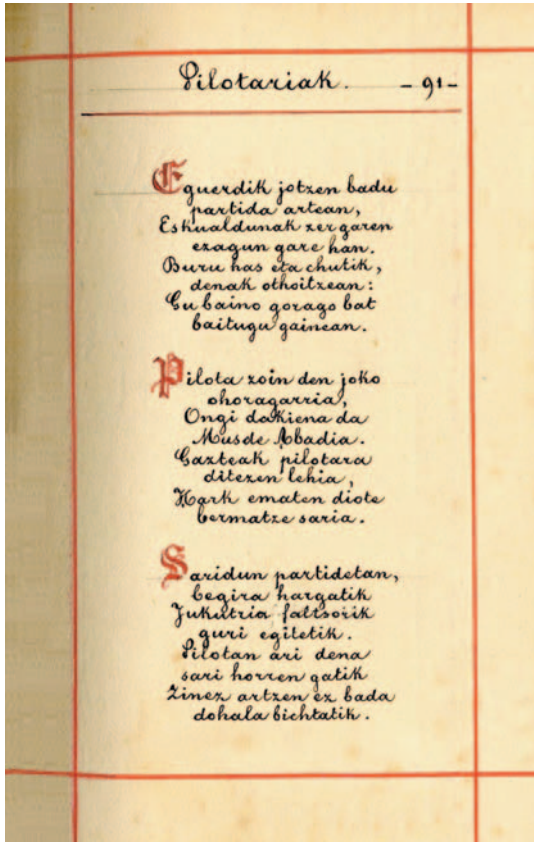 Pilotariak. - 91 -
Eguerdik jotzen badu
partida artean,
Eskualdunak zer garen
ezagun gare han.
Buru has eta chutik,
denak othoitzean:
Gu baino gorago bat
baitugu gainean.
Pilota zoin den joko
ohoragarria,
Ongi dakiena da
Musde Abadia.
Gazteak pilotara
ditezen lehia,
Hark ematen diote
bermatze saria.
Saridun partidetan,
begira hargatik
Jukutria faltsorik
guri egitetik.
Pilotan ari dena
sari horren gatik
Zinez artzen ez bada
dohala bichtatik.